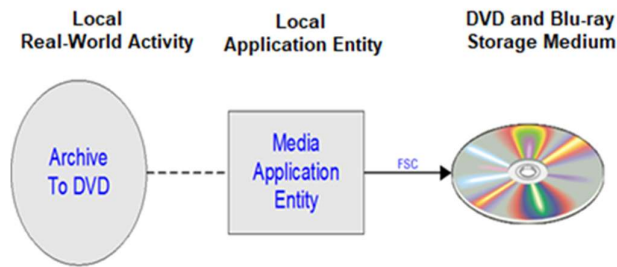 Local
Real-World Activity
Local
Application Entity
DVD and Blu-ray
Storage Medium
Archive
To DVD
Media
Application
Entity
FSC